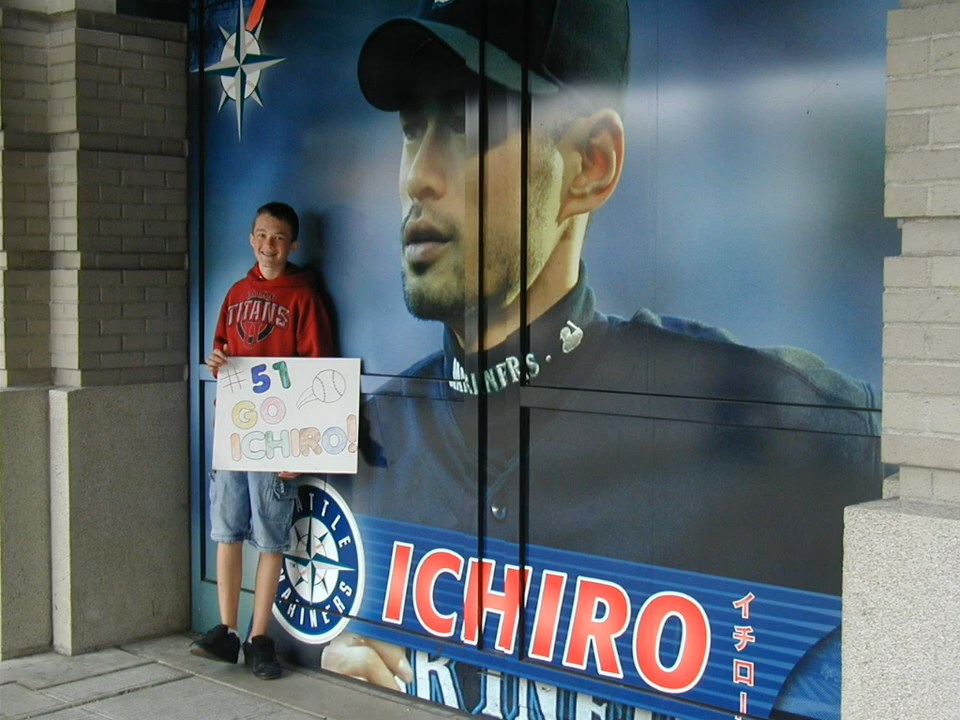 TITANS
#51
GO
ICHIRO!
MARINERS
SEATTLE
MARINERS
ICHIRO
イチロー